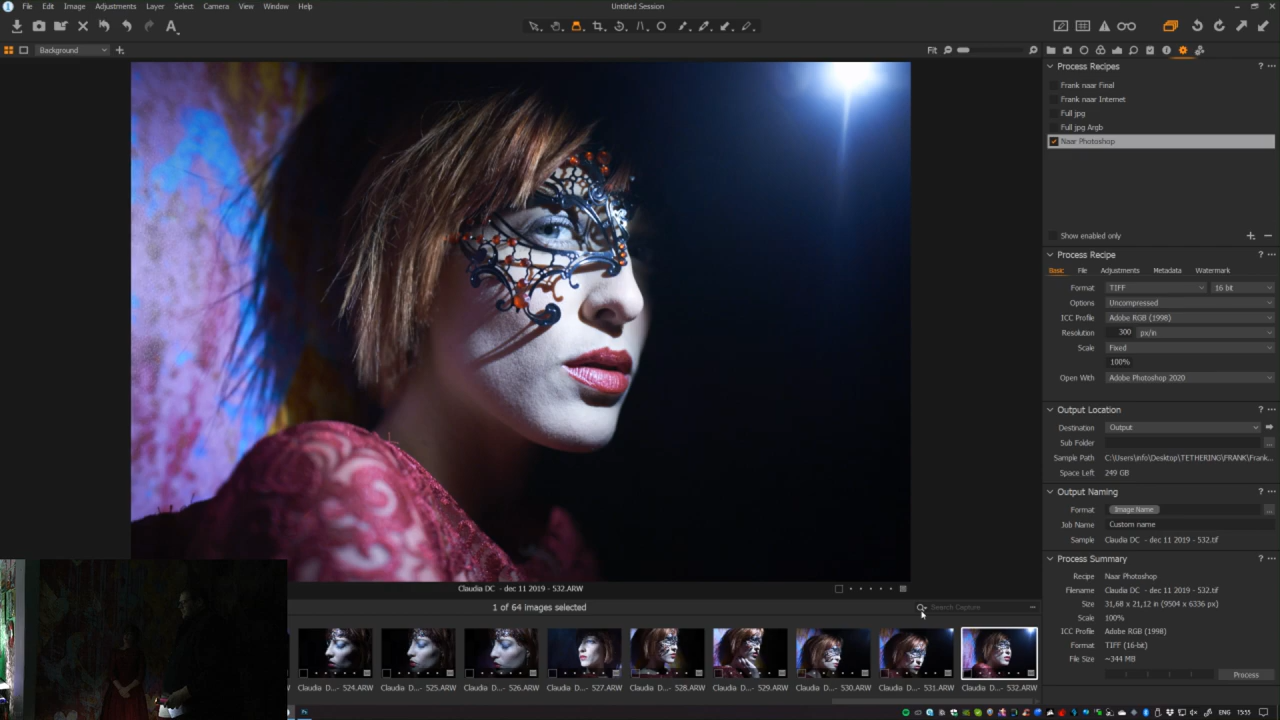 File Edit Image Adjustments Layer Select Camera View Window Help
Untitled Session
A
Background
Fit
Process Recipes
? ...
Frank naar Final
Frank naar Internet
Full jpg
Full jpg Argb
Naar Photoshop
Show enabled only
Process Recipe
? ...
Basic File Adjustments Metadata Watermark
Format TIFF 16 bit
Options Uncompressed
ICC Profile Adobe RGB (1998)
Resolution 300 px/in
Scale Fixed
100%
Open With Adobe Photoshop 2020
Output Location
? ...
Destination Output
Sub Folder ...
Sample Path C:\Users\info\Desktop\TETHERING\FRANK\Frank...
Space Left 249 GB
Output Naming
? ...
Format Image Name ...
Job Name Custom name
Sample Claudia DC - dec 11 2019 - 532.tif
Process Summary
? ...
Recipe Naar Photoshop
Filename Claudia DC - dec 11 2019 - 532.tif
Size 31,68 x 21,12 in (9504 x 6336 px)
Scale 100%
ICC Profile Adobe RGB (1998)
Format TIFF (16-bit)
File Size ~344 MB
Process
Claudia DC - dec 11 2019 - 532.ARW
1 of 64 images selected
Search Capture
Claudia D...- 524.ARW
Claudia D...- 525.ARW
Claudia D...- 526.ARW
Claudia D...- 527.ARW
Claudia D...- 528.ARW
Claudia D...- 529.ARW
Claudia D...- 530.ARW
Claudia D...- 531.ARW
Claudia D...- 532.ARW
ENG 15:55